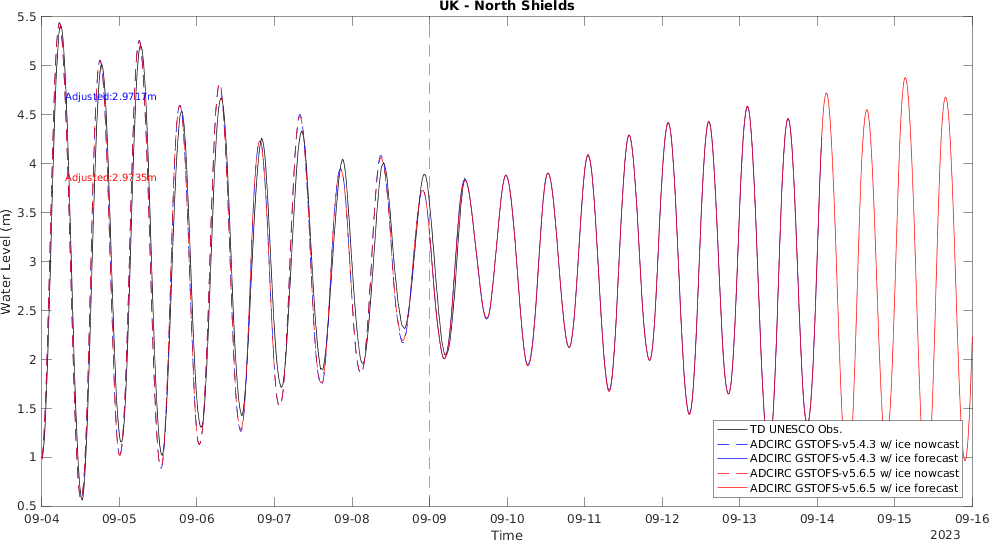 UK - North Shields
5.5
5
4.5
4
3.5
3
2.5
2
1.5
1
0.5
Water Level (m)
Adjusted:2.9717m
Adjusted:2.9735m
TD UNESCO Obs.
ADCIRC GSTOFS-v5.4.3 w/ ice nowcast
ADCIRC GSTOFS-v5.4.3 w/ ice forecast
ADCIRC GSTOFS-v5.6.5 w/ ice nowcast
ADCIRC GSTOFS-v5.6.5 w/ ice forecast
09-04 09-05 09-06 09-07 09-08 09-09 09-10 09-11 09-12 09-13 09-14 09-15 09-16
Time
2023